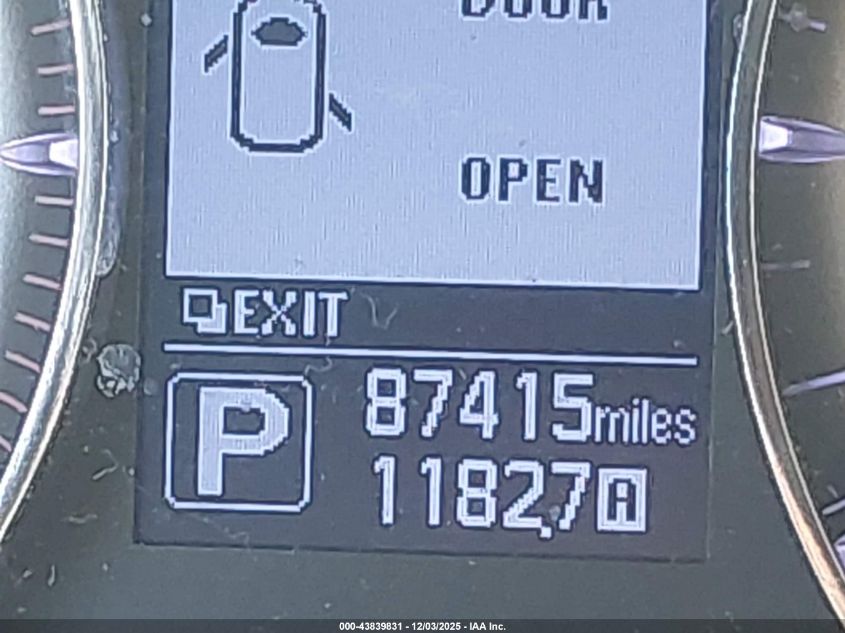 DOOR
OPEN
EXIT
P 87415miles
1182.7A
000-43839831 - 12/03/2025 - IAA Inc.